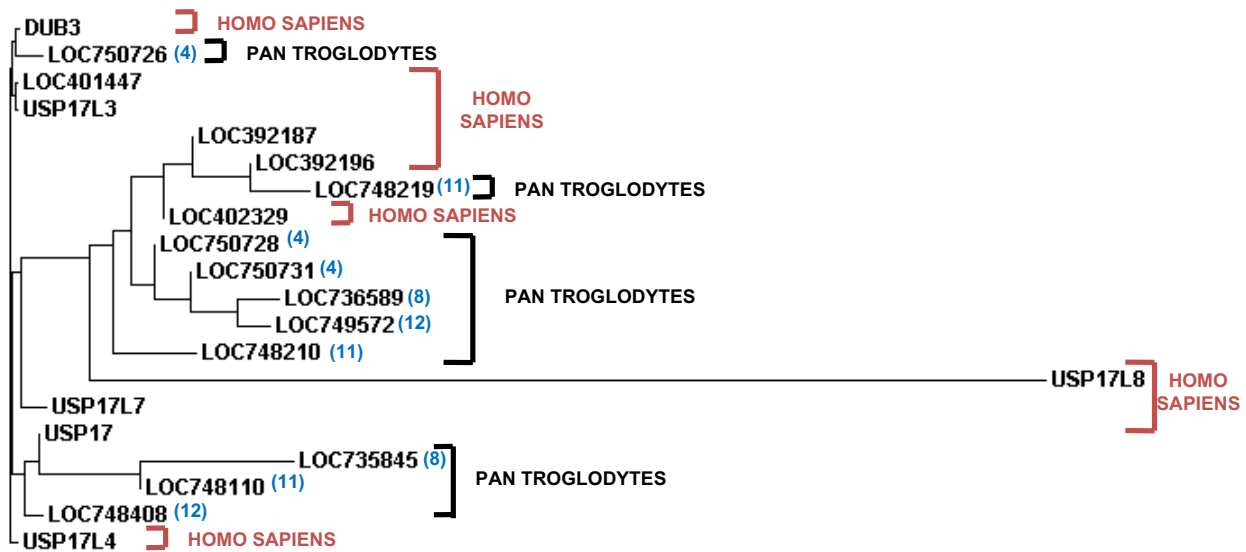 DUB3 HOMO SAPIENS
LOC750726 (4) PAN TROGLODYTES
LOC401447
USP17L3
HOMO
SAPIENS
LOC392187
LOC392196
LOC748219 (11) PAN TROGLODYTES
LOC402329 HOMO SAPIENS
LOC750728 (4)
LOC750731 (4)
LOC736589 (8) PAN TROGLODYTES
LOC749572 (12)
LOC748210 (11)
USP17L8 HOMO
SAPIENS
USP17L7
USP17
LOC735845 (8)
LOC748110 (11) PAN TROGLODYTES
LOC748408 (12)
USP17L4 HOMO SAPIENS